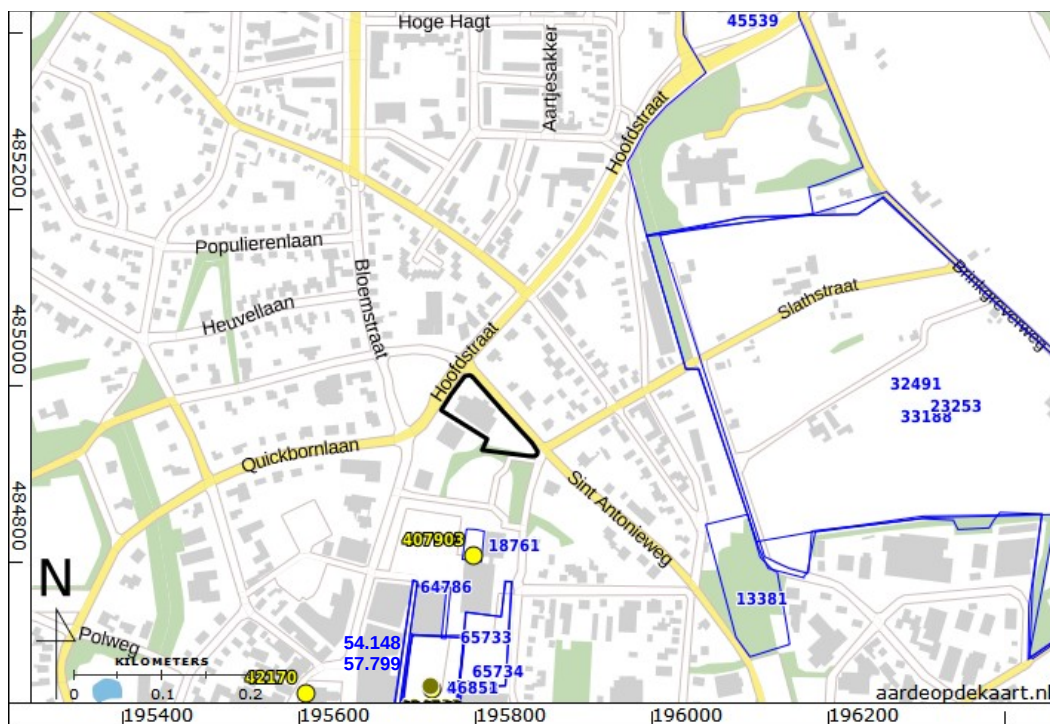 Hoge Hagt
45539
Aartjesakker
Hoofdstraat
485200
Populierenlaan
Bloemstraat
Slathstraat
Brinkgreverweg
Heuvellaan
485000
Hoofdstraat
32491
23253
33188
Quickbornlaan
Sint Antonieweg
484800
407903
18761
N
64786
13381
Polweg
54.148
65733
KILOMETERS
57.799
65734
42170
46851
0 0.1 0.2
aardeopdekaart.nl
195400 195600 195800 196000 196200